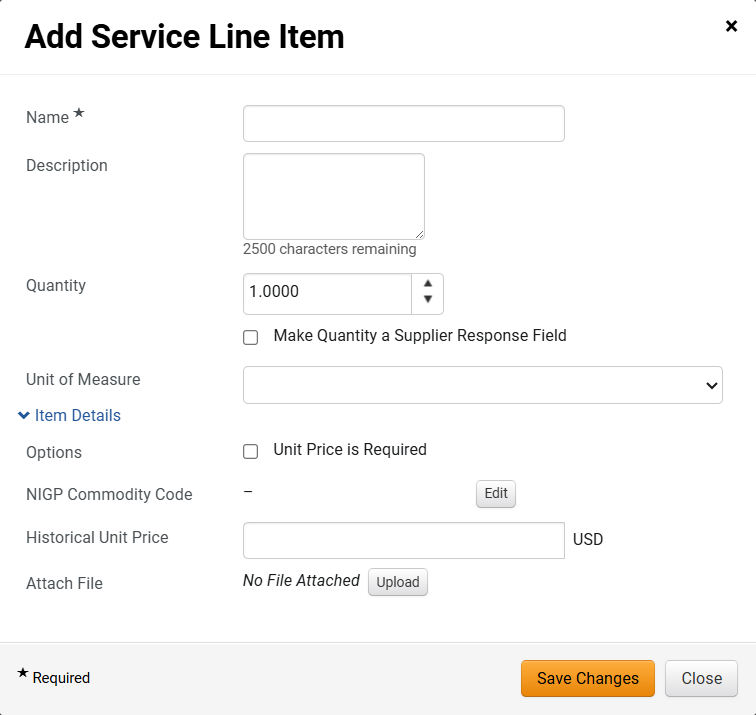 Add Service Line Item
×
Name ★
Description
2500 characters remaining
Quantity
1.0000
Make Quantity a Supplier Response Field
Unit of Measure
Item Details
Options
Unit Price is Required
NIGP Commodity Code
– Edit
Historical Unit Price
USD
Attach File
No File Attached Upload
★ Required
Save Changes Close